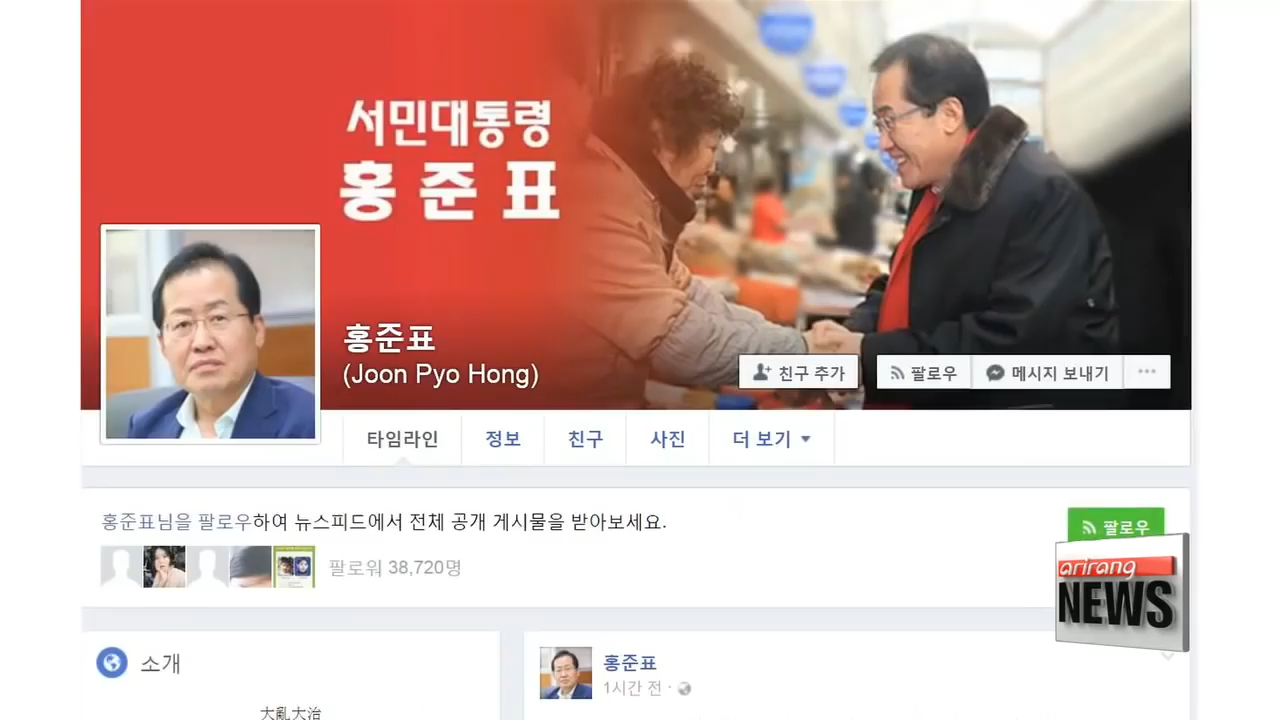 서민대통령
홍준표
홍준표
(Joon Pyo Hong)
친구 추가
팔로우
메시지 보내기
타임라인
정보
친구
사진
더 보기
홍준표님을 팔로우하여 뉴스피드에서 전체 공개 게시물을 받아보세요.
팔로우
팔로워 38,720명
arirang
NEWS
소개
홍준표
1시간 전 ·
大亂大治